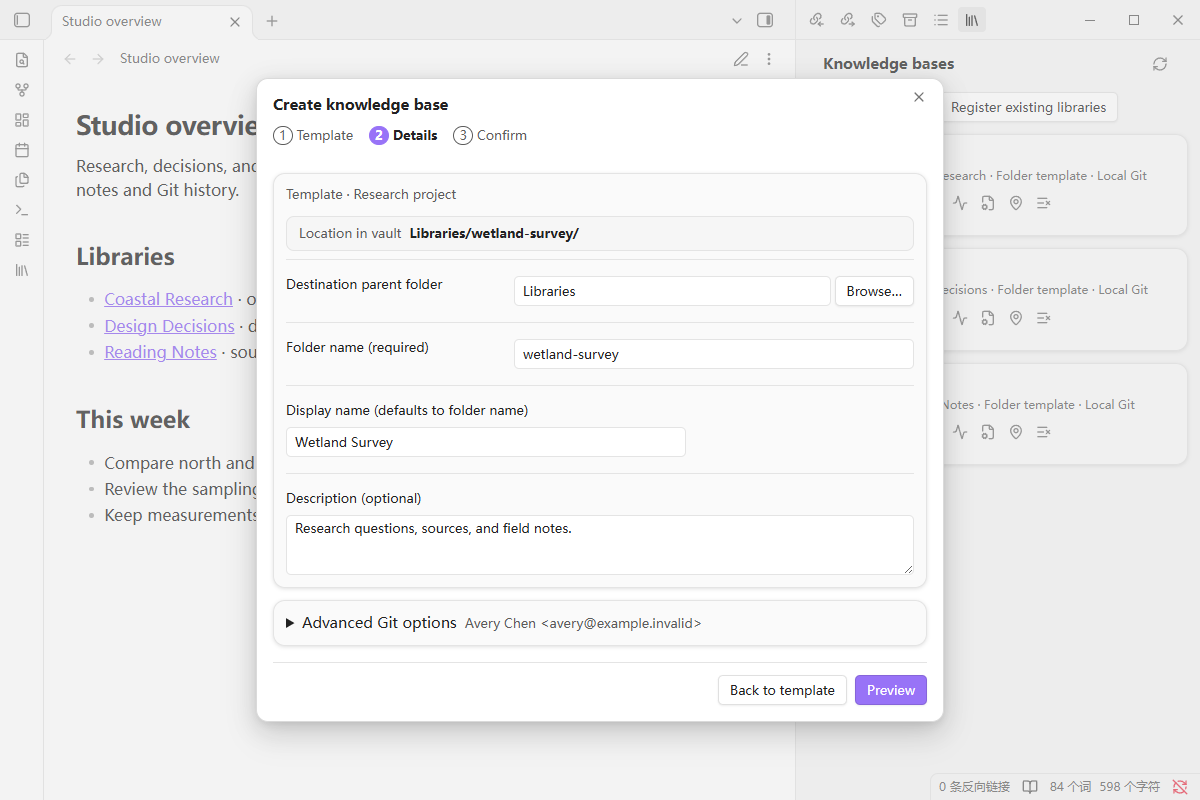 Studio overview
Studio overview
Knowledge bases
Register existing libraries
Studio overvie
Research, decisions, and
notes and Git history.
Libraries
Coastal Research · o
Design Decisions · d
Reading Notes · sou
This week
Compare north and
Review the sampling
Keep measurements
Create knowledge base
1 Template
2 Details
3 Confirm
Template · Research project
Location in vault Libraries/wetland-survey/
Destination parent folder
Libraries
Browse...
Folder name (required)
wetland-survey
Display name (defaults to folder name)
Wetland Survey
Description (optional)
Research questions, sources, and field notes.
Advanced Git options Avery Chen <avery@example.invalid>
Back to template
Preview
esearch · Folder template · Local Git
ecisions · Folder template · Local Git
Notes · Folder template · Local Git
0 条反向链接
84 个词
598 个字符